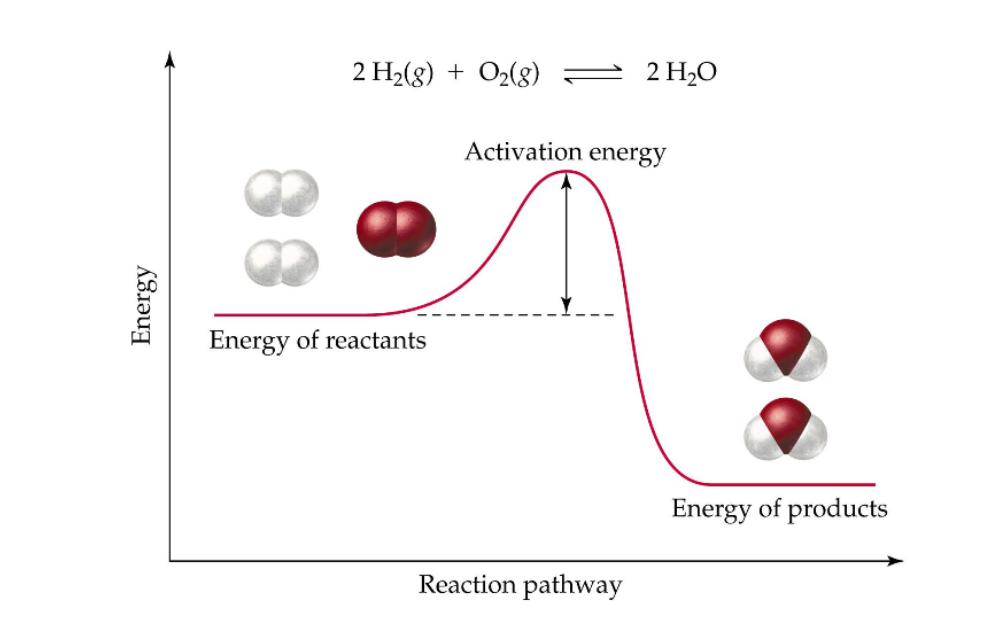 2 H₂(g) + O₂(g) ⇌ 2 H₂O
Activation energy
Energy
Energy of reactants
Energy of products
Reaction pathway